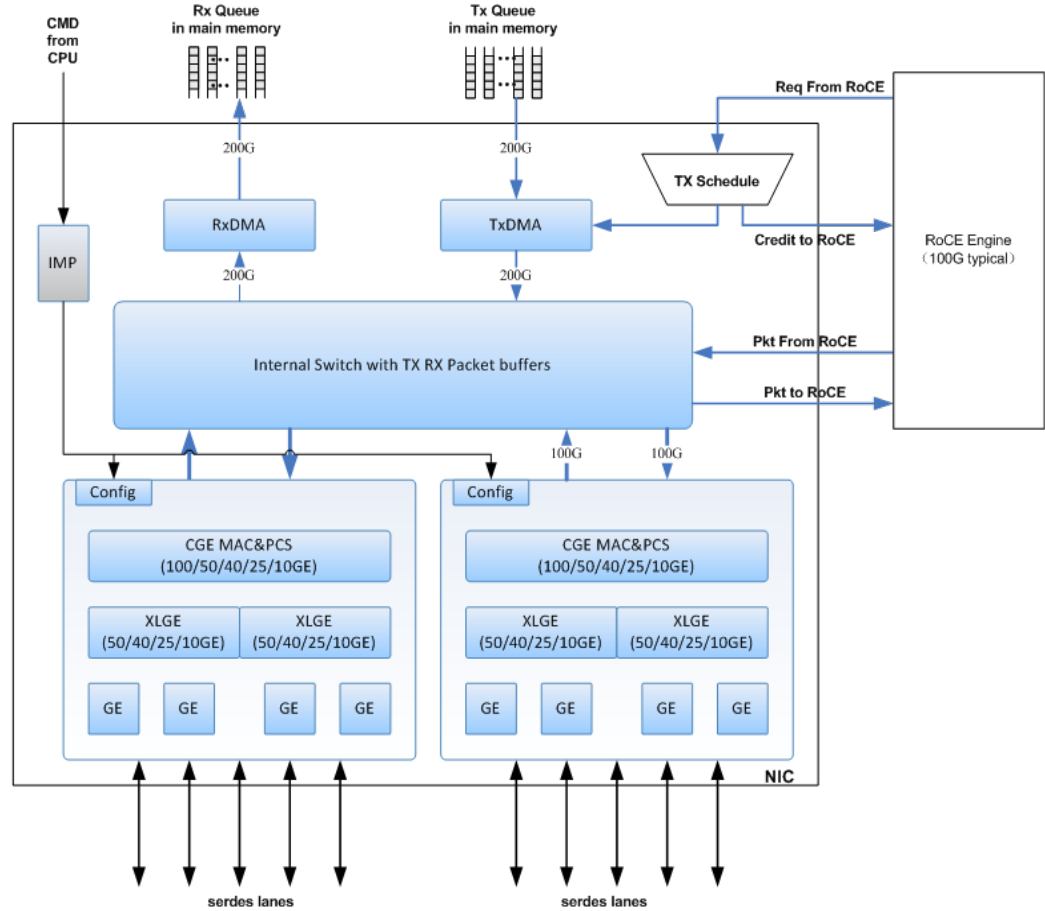 CMD
from
CPU
Rx Queue
in main memory
Tx Queue
in main memory
Req From RoCE
200G
200G
TX Schedule
RxDMA
TxDMA
Credit to RoCE
RoCE Engine
（100G typical）
IMP
200G
200G
Internal Switch with TX RX Packet buffers
Pkt From RoCE
Pkt to RoCE
100G
100G
Config
Config
CGE MAC&PCS
(100/50/40/25/10GE)
CGE MAC&PCS
(100/50/40/25/10GE)
XLGE
(50/40/25/10GE)
XLGE
(50/40/25/10GE)
XLGE
(50/40/25/10GE)
XLGE
(50/40/25/10GE)
GE
GE
GE
GE
GE
GE
GE
GE
NIC
serdes lanes
serdes lanes